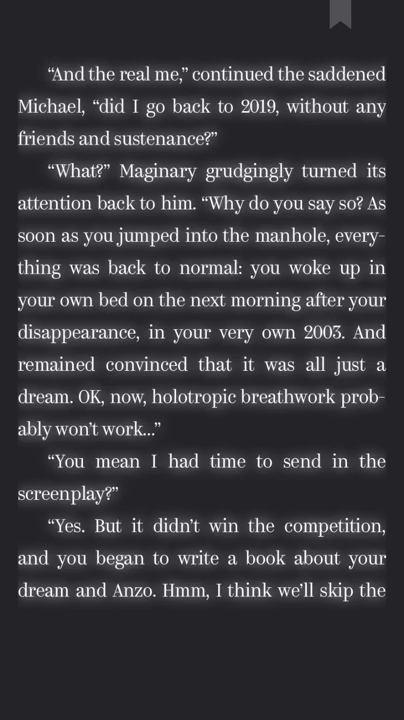 “And the real me,” continued the saddened
Michael, “did I go back to 2019, without any
friends and sustenance?”
“What?” Maginary grudgingly turned its
attention back to him. “Why do you say so? As
soon as you jumped into the manhole, every-
thing was back to normal: you woke up in
your own bed on the next morning after your
disappearance, in your very own 2003. And
remained convinced that it was all just a
dream. OK, now, holotropic breathwork prob-
ably won’t work...”
“You mean I had time to send in the
screenplay?”
“Yes. But it didn’t win the competition,
and you began to write a book about your
dream and Anzo. Hmm, I think we’ll skip the